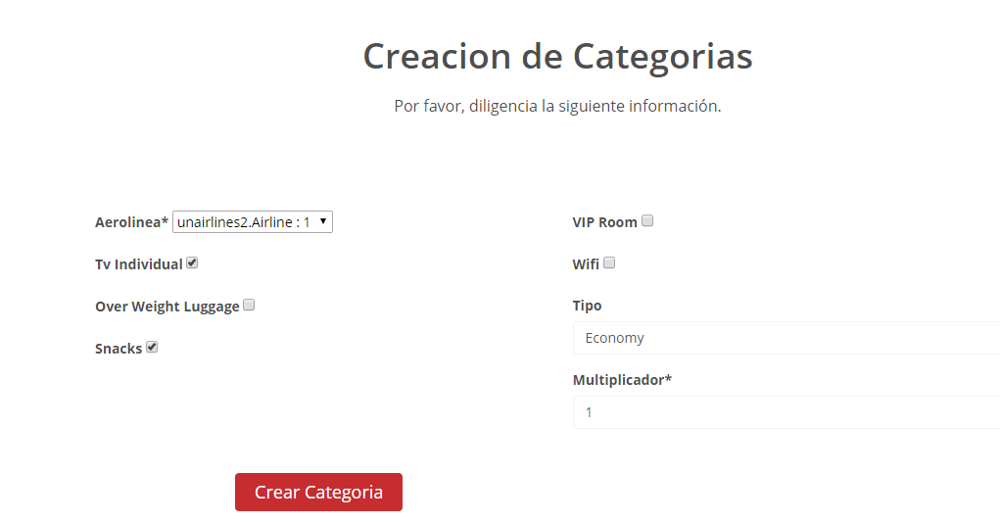 Creacion de Categorias
Por favor, diligencia la siguiente información.
Aerolinea* unairlines2.Airline : 1
Tv Individual
Over Weight Luggage
Snacks
VIP Room
Wifi
Tipo
Economy
Multiplicador*
1
Crear Categoria